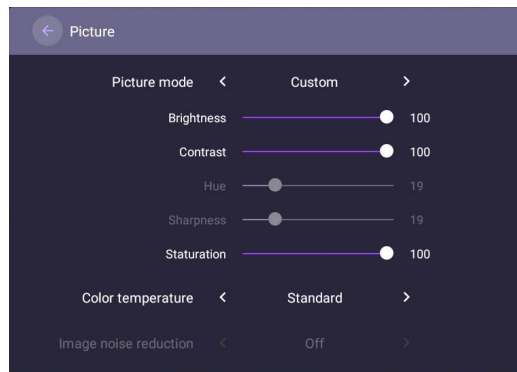 Picture
Picture mode < Custom >
Brightness 100
Contrast 100
Hue 19
Sharpness 19
Staturation 100
Color temperature < Standard >
Image noise reduction < Off >